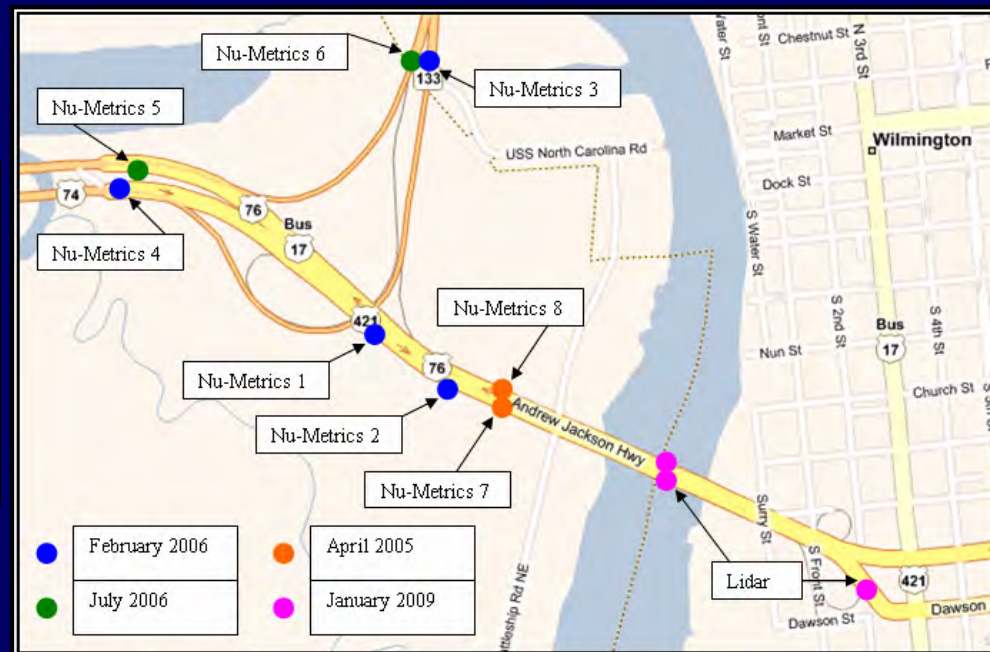 Nu-Metrics 6
133
Nu-Metrics 3
Nu-Metrics 5
USS North Carolina Rd
74
76
Bus
17
Nu-Metrics 4
421
Nu-Metrics 1
76
Nu-Metrics 8
Nu-Metrics 2
Andrew Jackson Hwy
Nu-Metrics 7
Water St
Chestnut St
N 3rd St
Market St
Wilmington
Dock St
S Water St
S 2nd St
Bus
17
S 4th St
Nun St
Church St
Surry St
S Front St
421
Lidar
Dawson St
Dawson
February 2006
April 2005
July 2006
January 2009